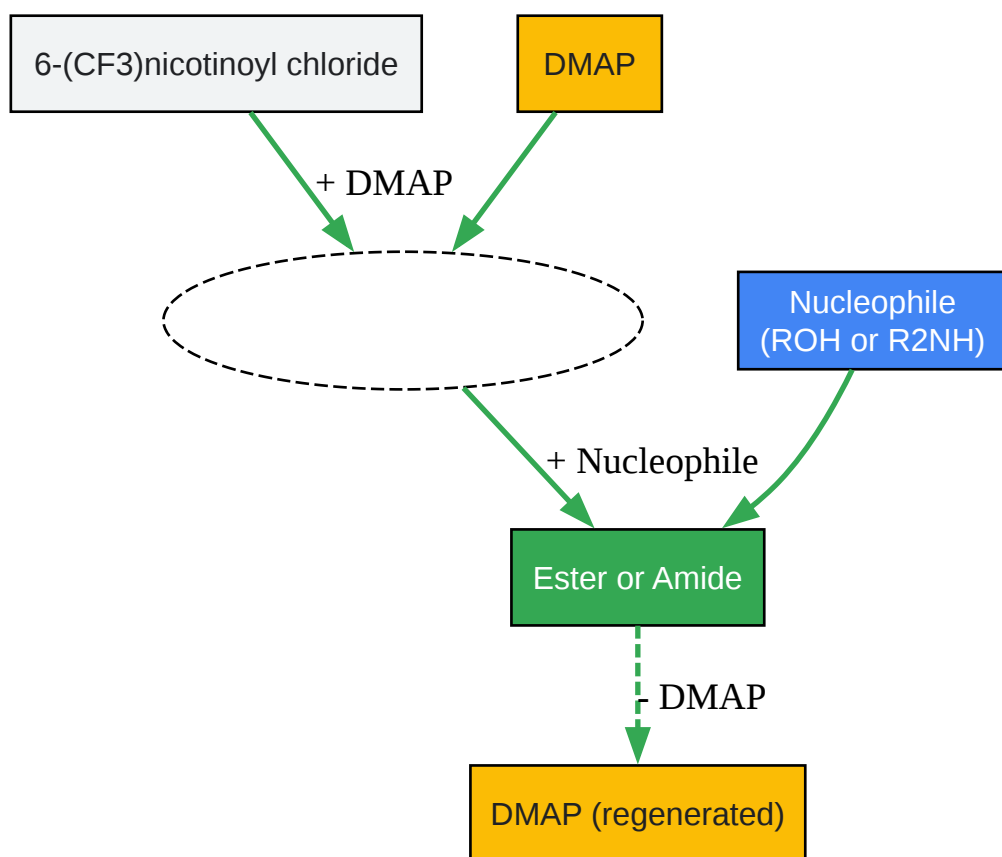 6-(CF3)nicotinoyl chloride
DMAP
+ DMAP
Nucleophile
(ROH or R2NH)
+ Nucleophile
Ester or Amide
- DMAP
DMAP (regenerated)